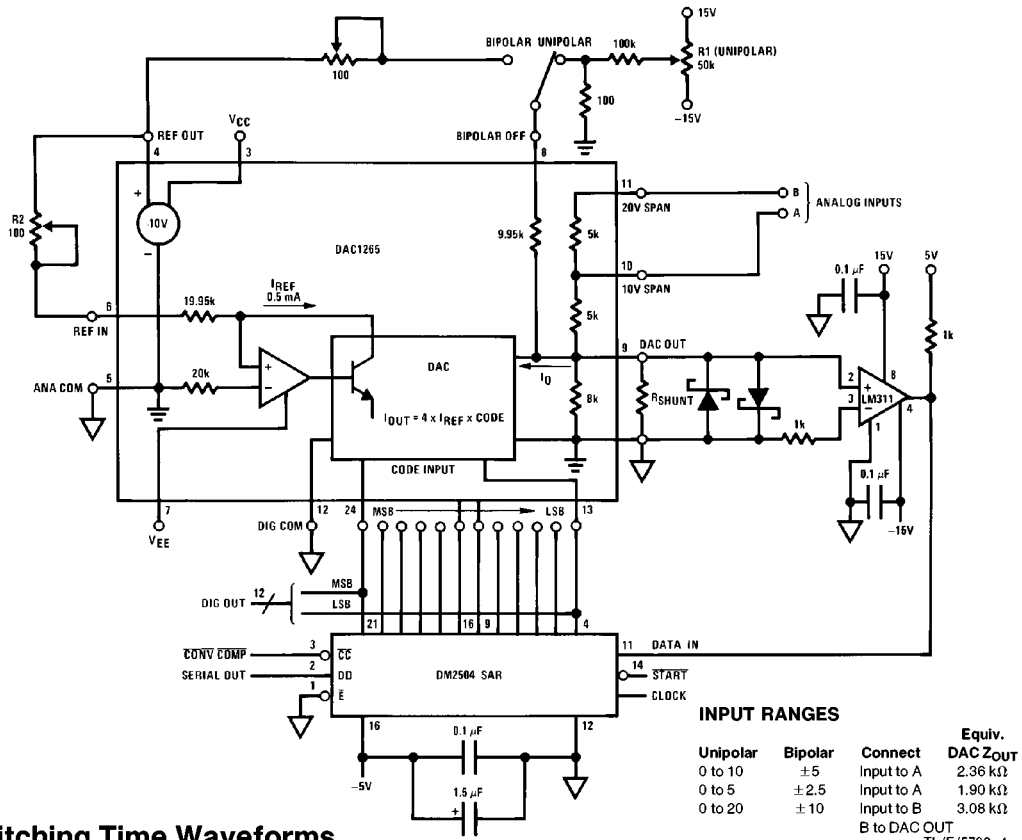 15V
BIPOLAR UNIPOLAR
100k
R1 (UNIPOLAR)
50k
100
100
-15V
VCC
REF OUT
BIPOLAR OFF
4
3
8
+
10V
−
R2
100
DAC1265
9.95k
11
20V SPAN
B
A
ANALOG INPUTS
5k
10
10V SPAN
5k
15V
5V
0.1 μF
1k
6
REF IN
19.95k
IREF
0.5 mA
DAC
9
DAC OUT
IO
ANA COM
5
20k
+
−
IOUT = 4 x IREF x CODE
8k
RSHUNT
2
3
+
−
LM311
8
4
1
1k
0.1 μF
-15V
CODE INPUT
7
VEE
12
DIG COM
24
MSB
LSB
13
DIG OUT
12
MSB
LSB
21
16
9
4
CONV COMP
3
CC
SERIAL OUT
2
DO
1
E
DM2504 SAR
11
DATA IN
14
START
CLOCK
16
12
0.1 μF
-5V
1.5 μF
+
INPUT RANGES
Unipolar Bipolar Connect Equiv. DAC ZOUT
0 to 10 ±5 Input to A 2.36 kΩ
0 to 5 ±2.5 Input to A 1.90 kΩ
0 to 20 ±10 Input to B 3.08 kΩ
B to DAC OUT